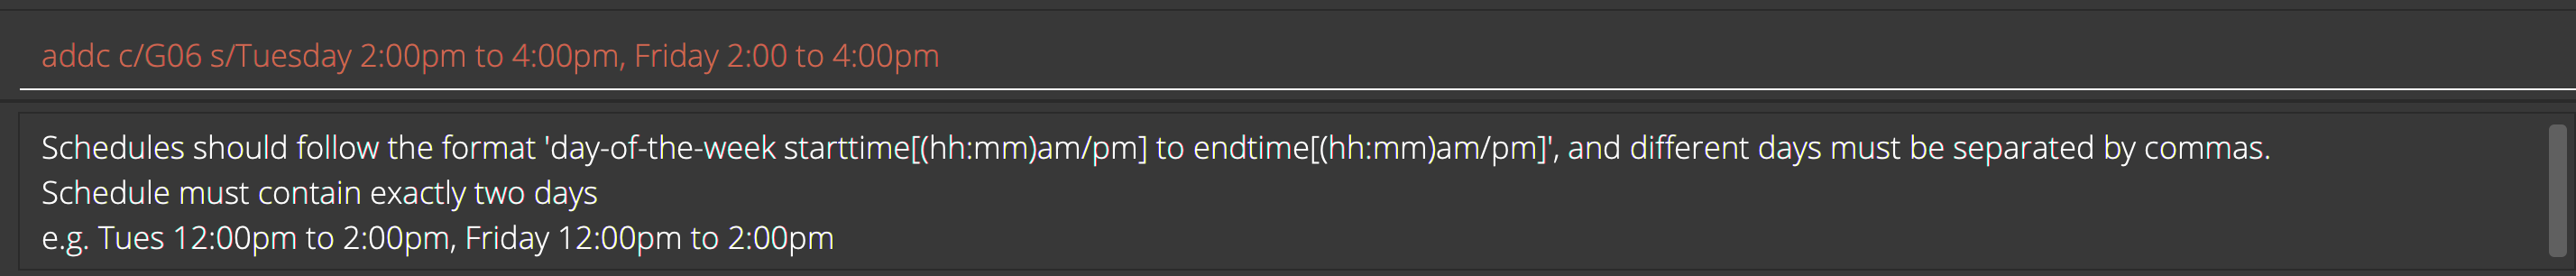 addc c/G06 s/Tuesday 2:00pm to 4:00pm, Friday 2:00 to 4:00pm
Schedules should follow the format 'day-of-the-week starttime[(hh:mm)am/pm] to endtime[(hh:mm)am/pm]', and different days must be separated by commas.
Schedule must contain exactly two days
e.g. Tues 12:00pm to 2:00pm, Friday 12:00pm to 2:00pm